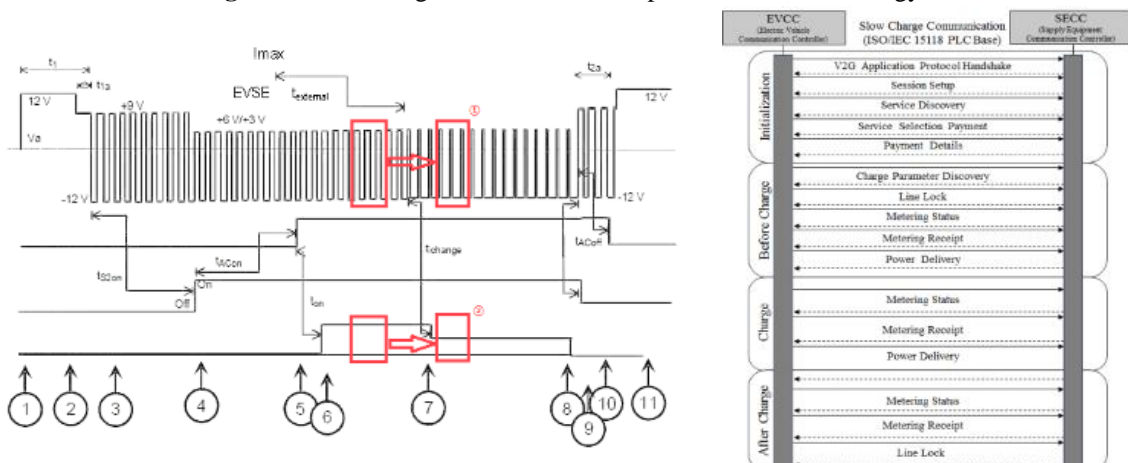 EVCC
(Electric Vehicle
Communication Controller)
Slow Charge Communication
(ISO/IEC 15118 PLC Base)
SECC
(Supply Equipment
Communication Controller)
t1
t1a
12 V
+9 V
Va
-12 V
Imax
EVSE
texternal
+6 V/+3 V
①
t2a
12 V
-12 V
tS2on
tACon
On
Off
ton
tichange
tACoff
②
1
2
3
4
5
6
7
8
9
10
11
Initialization
V2G Application Protocol Handshake
Session Setup
Service Discovery
Service Selection Payment
Payment Details
Before Charge
Charge Parameter Discovery
Line Lock
Metering Status
Metering Receipt
Power Delivery
Charge
Metering Status
Metering Receipt
Power Delivery
After Charge
Metering Status
Metering Receipt
Line Lock